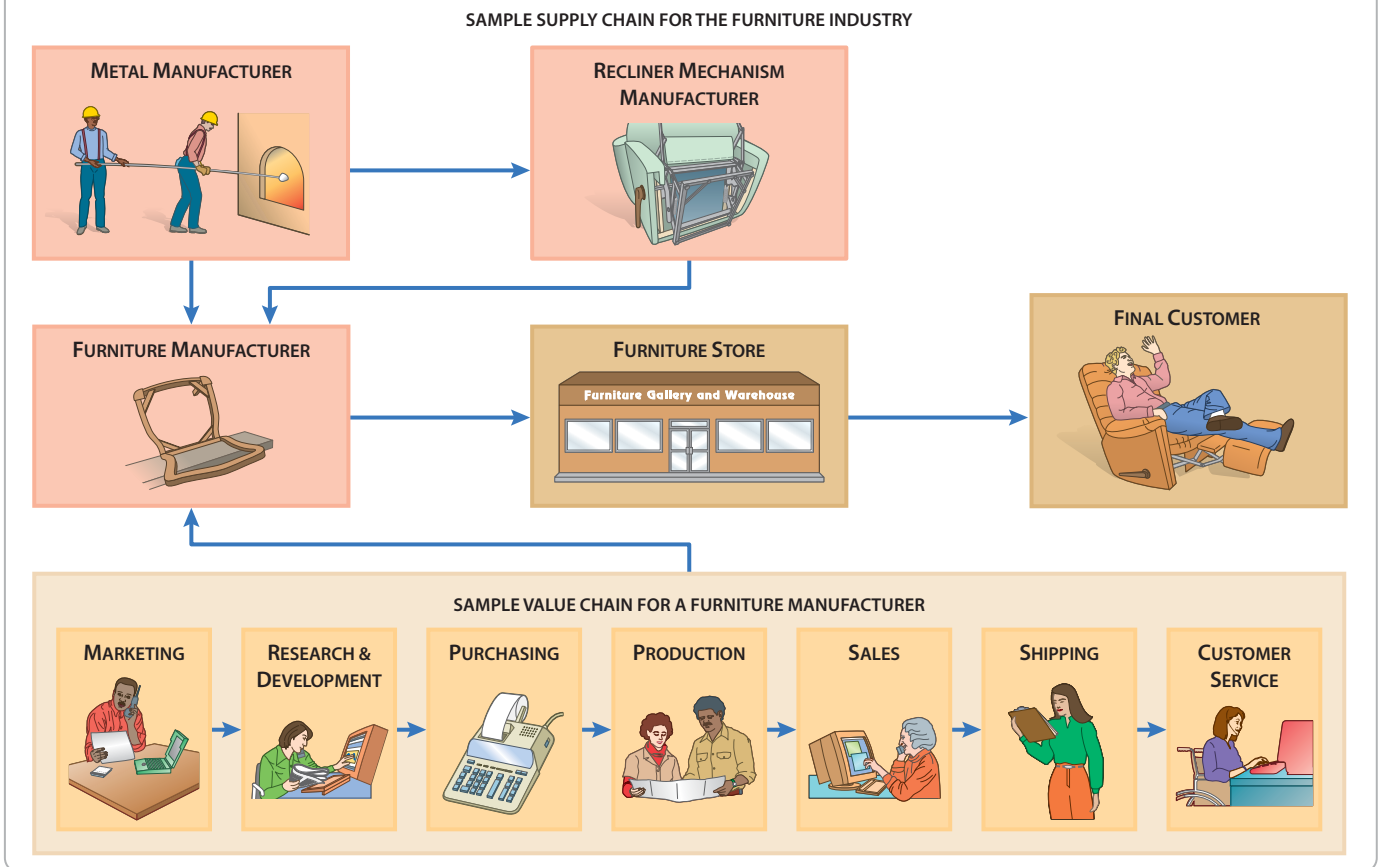 SAMPLE SUPPLY CHAIN FOR THE FURNITURE INDUSTRY
METAL MANUFACTURER
RECLINER MECHANISM
MANUFACTURER
FURNITURE MANUFACTURER
FURNITURE STORE
Furniture Gallery and Warehouse
FINAL CUSTOMER
SAMPLE VALUE CHAIN FOR A FURNITURE MANUFACTURER
MARKETING
RESEARCH &
DEVELOPMENT
PURCHASING
PRODUCTION
SALES
SHIPPING
CUSTOMER
SERVICE